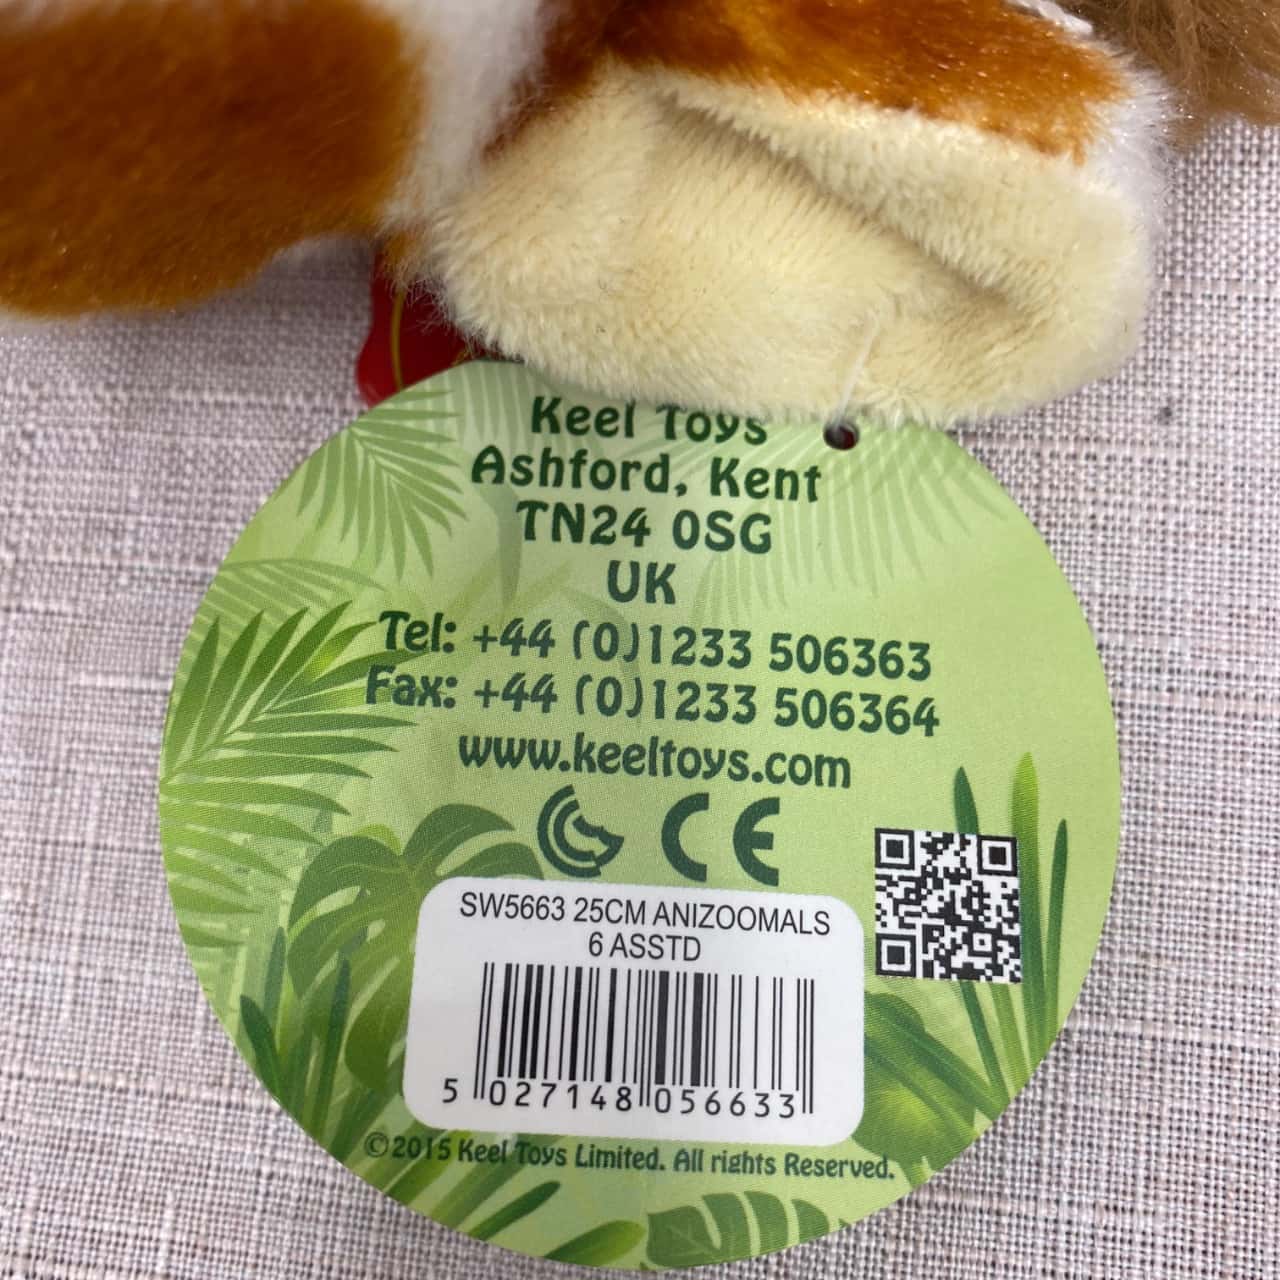 Keel Toys
Ashford, Kent
TN24 0SG
UK
Tel: +44 (0)1233 506363
Fax: +44 (0)1233 506364
www.keeltoys.com
CE
SW5663 25CM ANIZOOMALS
6 ASSTD
5 027148 056633
©2015 Keel Toys Limited. All rights Reserved.